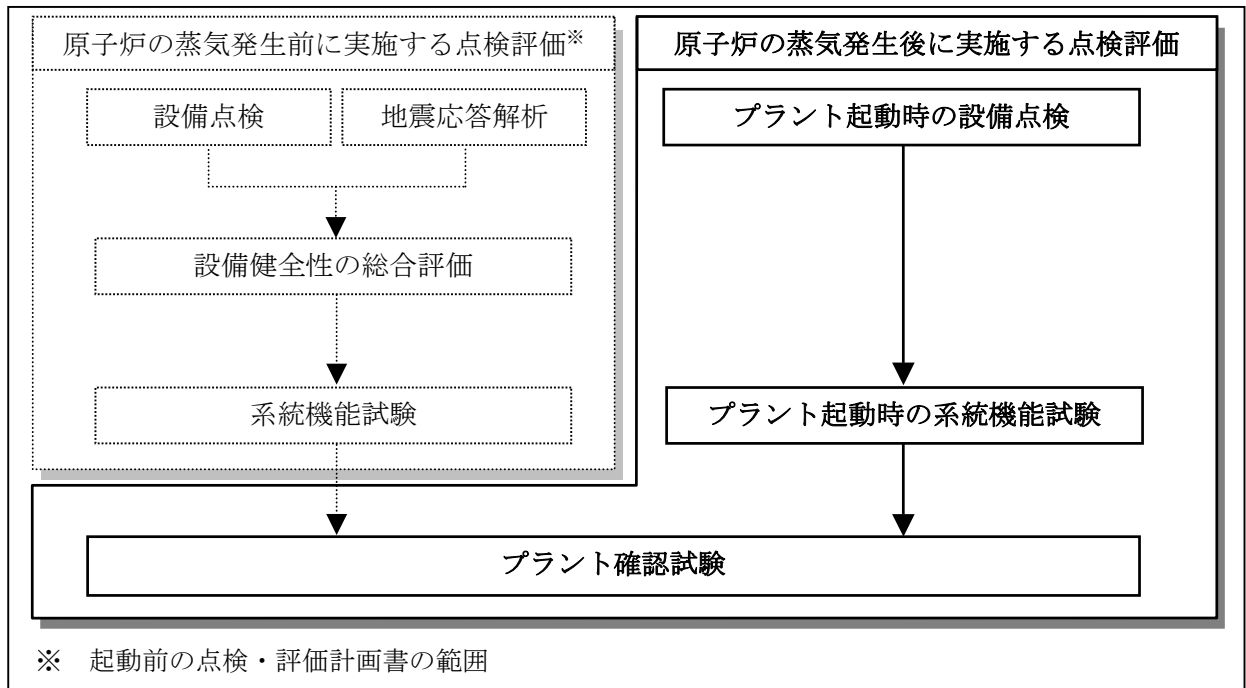 原子炉の蒸気発生前に実施する点検評価※
設備点検
地震応答解析
設備健全性の総合評価
系統機能試験
原子炉の蒸気発生後に実施する点検評価
プラント起動時の設備点検
プラント起動時の系統機能試験
プラント確認試験
※ 起動前の点検・評価計画書の範囲